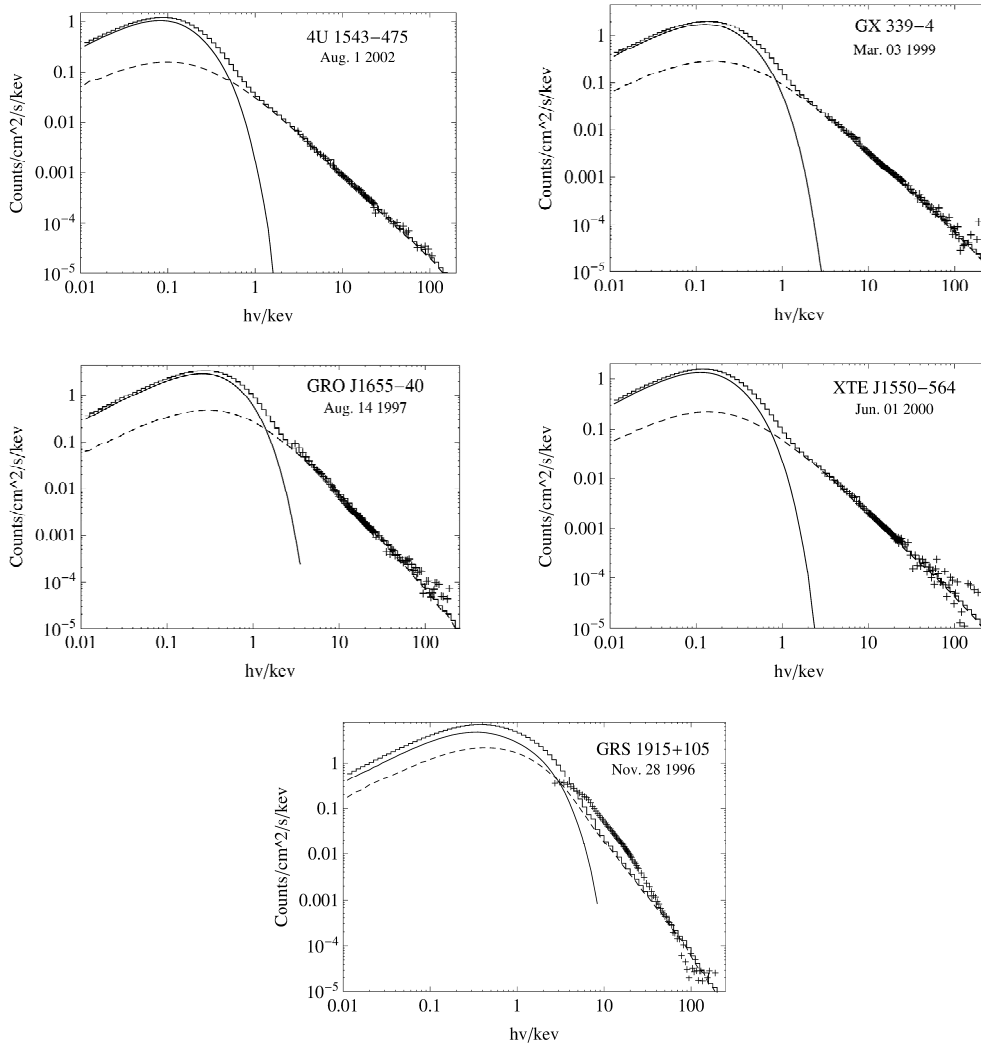 4U 1543−475
Aug. 1 2002
Counts/cm^2/s/kev
1
0.1
0.01
0.001
10^-4
10^-5
0.01 0.1 1 10 100
hν/kev
GX 339−4
Mar. 03 1999
Counts/cm^2/s/kev
1
0.1
0.01
0.001
10^-4
10^-5
0.01 0.1 1 10 100
hν/kev
GRO J1655−40
Aug. 14 1997
Counts/cm^2/s/kev
1
0.1
0.01
0.001
10^-4
10^-5
0.01 0.1 1 10 100
hν/kev
XTE J1550−564
Jun. 01 2000
Counts/cm^2/s/kev
1
0.1
0.01
0.001
10^-4
10^-5
0.01 0.1 1 10 100
hν/kev
GRS 1915+105
Nov. 28 1996
Counts/cm^2/s/kev
1
0.1
0.01
0.001
10^-4
10^-5
0.01 0.1 1 10 100
hν/kev